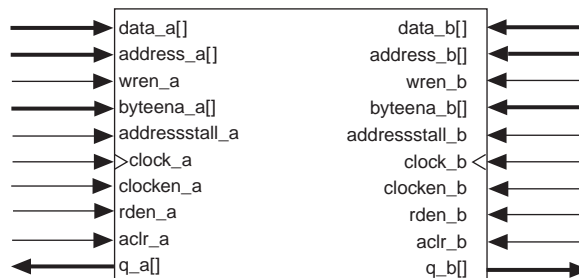 data_a[] data_b[]
address_a[] address_b[]
wren_a wren_b
byteena_a[] byteena_b[]
addressstall_a addressstall_b
clock_a clock_b
clocken_a clocken_b
rden_a rden_b
aclr_a aclr_b
q_a[] q_b[]